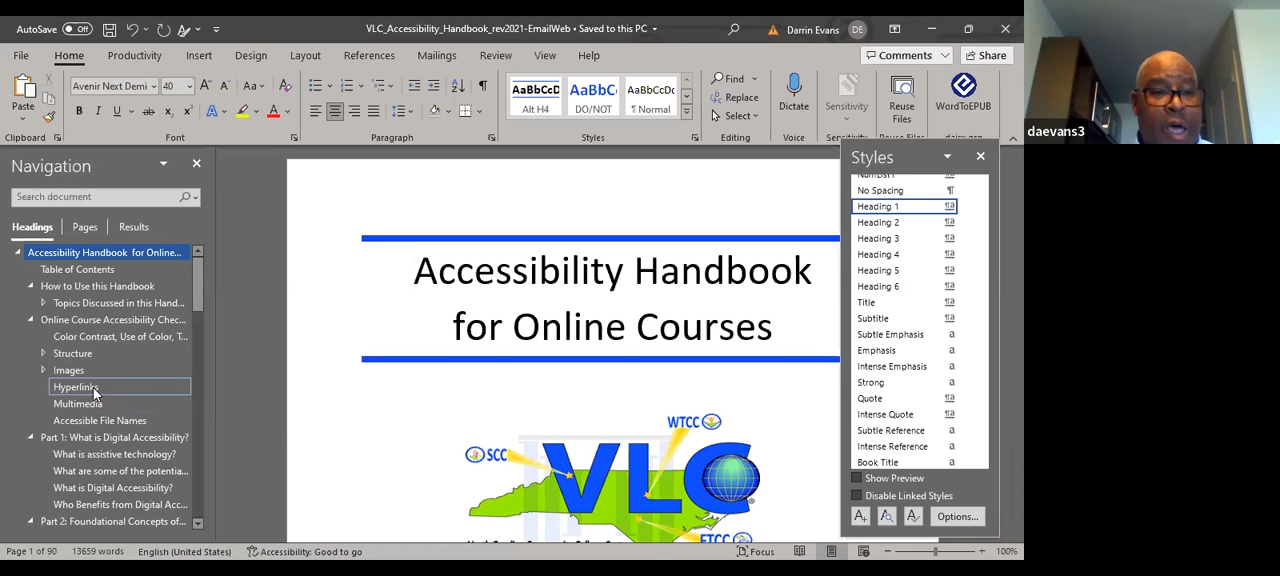 AutoSave Off
VLC_Accessibility_Handbook_rev2021-EmailWeb • Saved to this PC
Darrin Evans DE
File Home Productivity Insert Design Layout References Mailings Review View Help
Comments Share
Paste
Avenir Next Demi 40
Aa
AaBbCcD AaBbC AaBbCcDc
Alt H4 DO/NOT ¶ Normal
Find
Replace
Select
Dictate
Sensitivity
Reuse Files
WordToEPUB
Clipboard Font Paragraph Styles Editing Voice
daevans3
Navigation
Search document
Headings Pages Results
Accessibility Handbook for Online...
Table of Contents
How to Use this Handbook
Topics Discussed in this Hand...
Online Course Accessibility Chec...
Color Contrast, Use of Color, T...
Structure
Images
Hyperlinks
Multimedia
Accessible File Names
Part 1: What is Digital Accessibility?
What is assistive technology?
What are some of the potentia...
What is Digital Accessibility?
Who Benefits from Digital Acc...
Part 2: Foundational Concepts of...
Accessibility Handbook
for Online Courses
WTCC
SCC
VLC
FTCC
Styles
No Spacing
Heading 1
Heading 2
Heading 3
Heading 4
Heading 5
Heading 6
Title
Subtitle
Subtle Emphasis
Emphasis
Intense Emphasis
Strong
Quote
Intense Quote
Subtle Reference
Intense Reference
Book Title
Show Preview
Disable Linked Styles
Options...
Page 1 of 90 13659 words English (United States) Accessibility: Good to go Focus 100%